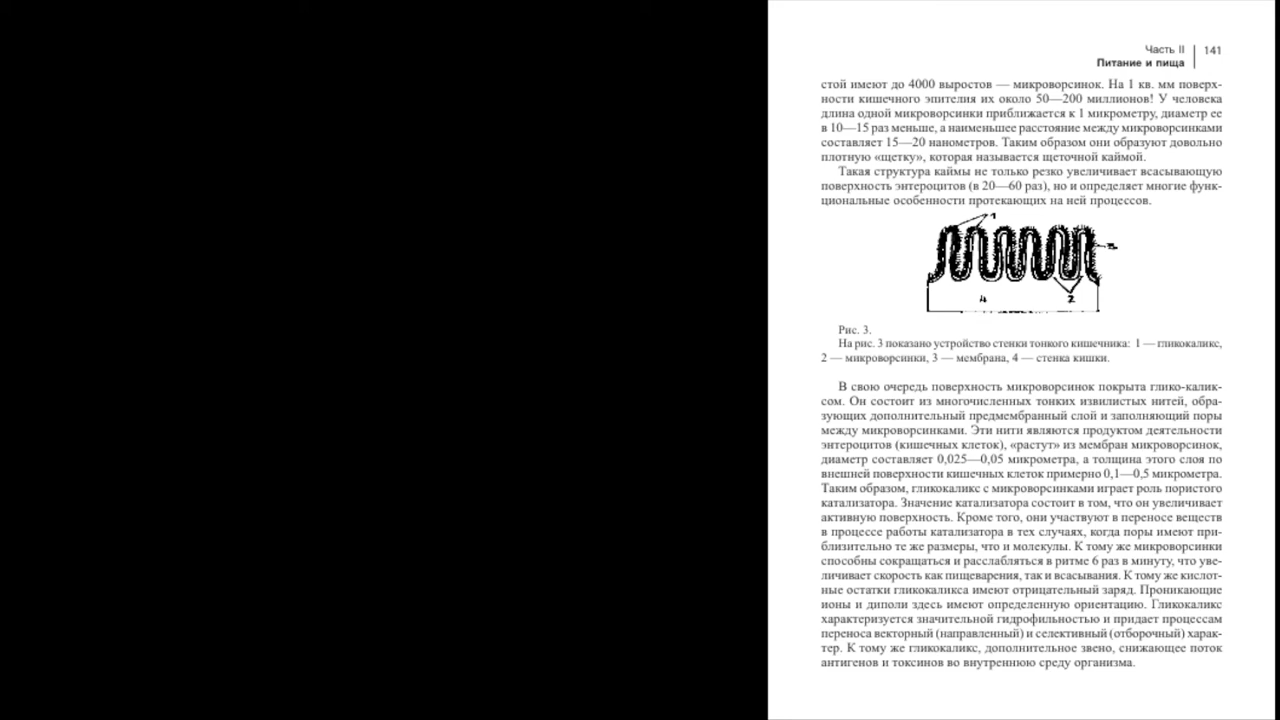 Часть II
141
Питание и пища
стой имеют до 4000 выростов — микроворсинок. На 1 кв. мм поверх-
ности кишечного эпителия их около 50—200 миллионов! У человека
длина одной микроворсинки приближается к 1 микрометру, диаметр ее
в 10—15 раз меньше, а наименьшее расстояние между микроворсинками
составляет 15—20 нанометров. Таким образом они образуют довольно
плотную «щетку», которая называется щеточной каймой.
Такая структура каймы не только резко увеличивает всасывающую
поверхность энтероцитов (в 20—60 раз), но и определяет многие функ-
циональные особенности протекающих на ней процессов.
1
3
4
2
Рис. 3.
На рис. 3 показано устройство стенки тонкого кишечника: 1 — гликокаликс,
2 — микроворсинки, 3 — мембрана, 4 — стенка кишки.
В свою очередь поверхность микроворсинок покрыта глико-калик-
сом. Он состоит из многочисленных тонких извилистых нитей, обра-
зующих дополнительный предмембранный слой и заполняющий поры
между микроворсинками. Эти нити являются продуктом деятельности
энтероцитов (кишечных клеток), «растут» из мембран микроворсинок,
диаметр составляет 0,025—0,05 микрометра, а толщина этого слоя по
внешней поверхности кишечных клеток примерно 0,1—0,5 микрометра.
Таким образом, гликокаликс с микроворсинками играет роль пористого
катализатора. Значение катализатора состоит в том, что он увеличивает
активную поверхность. Кроме того, они участвуют в переносе веществ
в процессе работы катализатора в тех случаях, когда поры имеют при-
близительно те же размеры, что и молекулы. К тому же микроворсинки
способны сокращаться и расслабляться в ритме 6 раз в минуту, что уве-
личивает скорость как пищеварения, так и всасывания. К тому же кислот-
ные остатки гликокаликса имеют отрицательный заряд. Проникающие
ионы и диполи здесь имеют определенную ориентацию. Гликокаликс
характеризуется значительной гидрофильностью и придает процессам
переноса векторный (направленный) и селективный (отборочный) харак-
тер. К тому же гликокаликс, дополнительное звено, снижающее поток
антигенов и токсинов во внутреннюю среду организма.